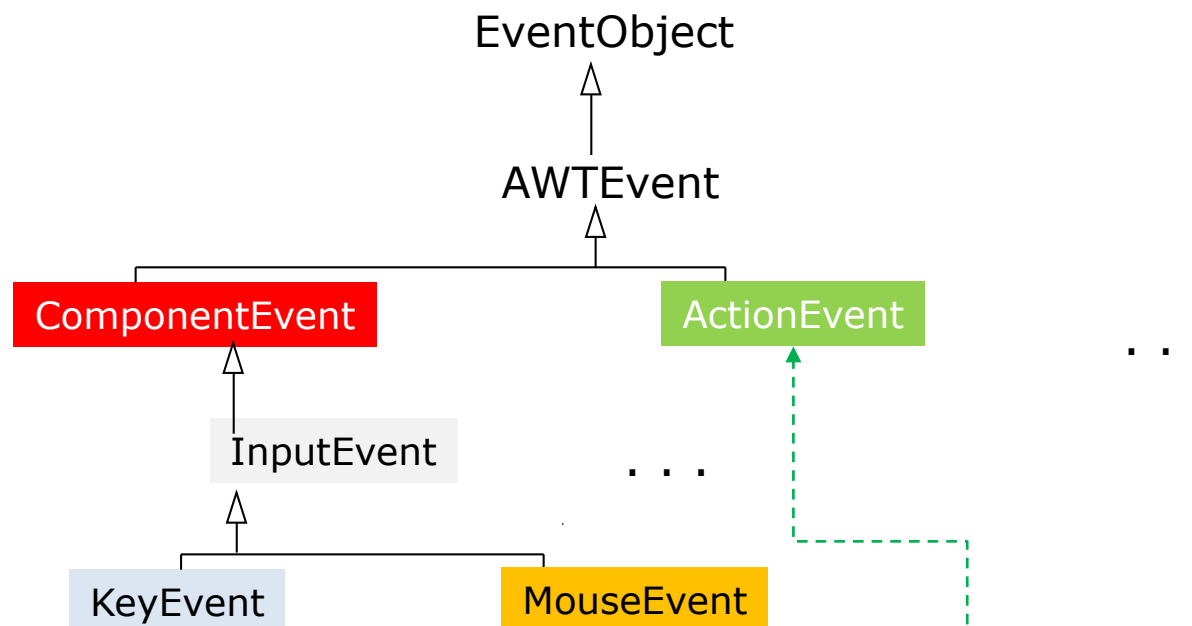 EventObject
AWTEvent
ComponentEvent
ActionEvent
. .
InputEvent
. . .
KeyEvent
MouseEvent